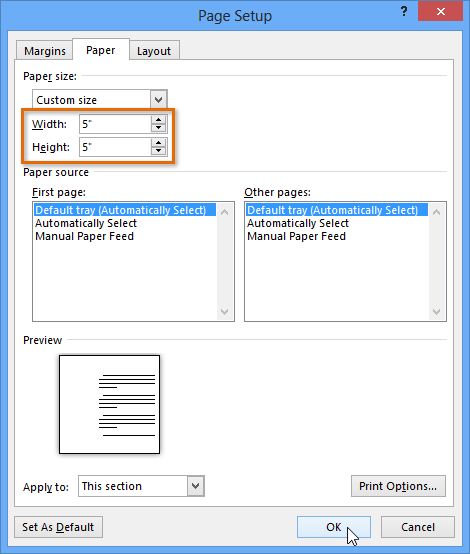 Page Setup ?
Margins Paper Layout
Paper size:
Custom size
Width: 5"
Height: 5"
Paper source
First page: Other pages:
Default tray (Automatically Select) Default tray (Automatically Select)
Automatically Select Automatically Select
Manual Paper Feed Manual Paper Feed
Preview
Apply to: This section Print Options...
Set As Default OK Cancel